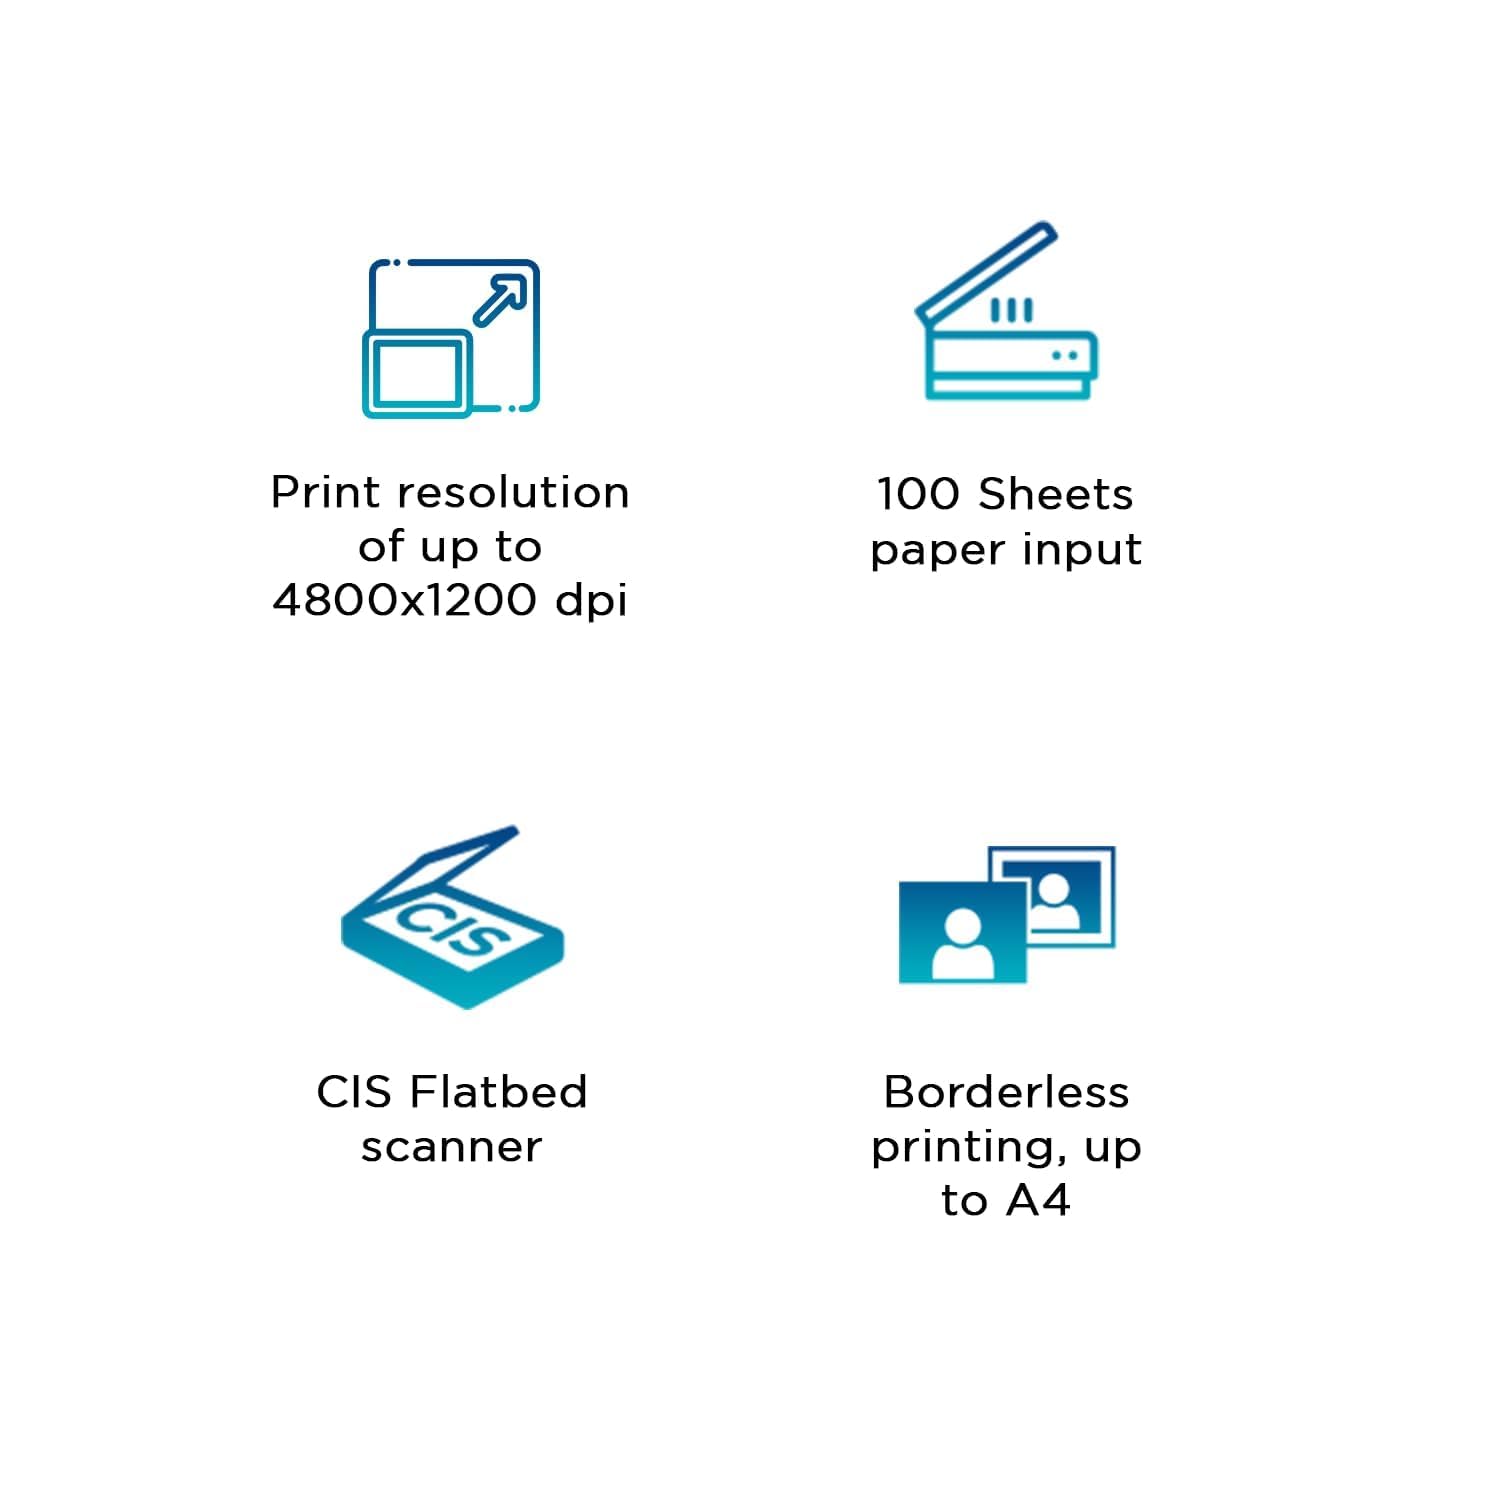 Print resolution
of up to
4800x1200 dpi
100 Sheets
paper input
CIS
CIS Flatbed
scanner
Borderless
printing, up
to A4